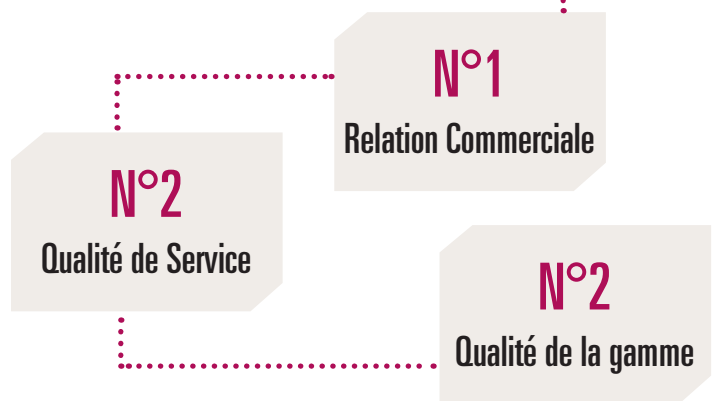 N°1
Relation Commerciale
N°2
Qualité de Service
N°2
Qualité de la gamme